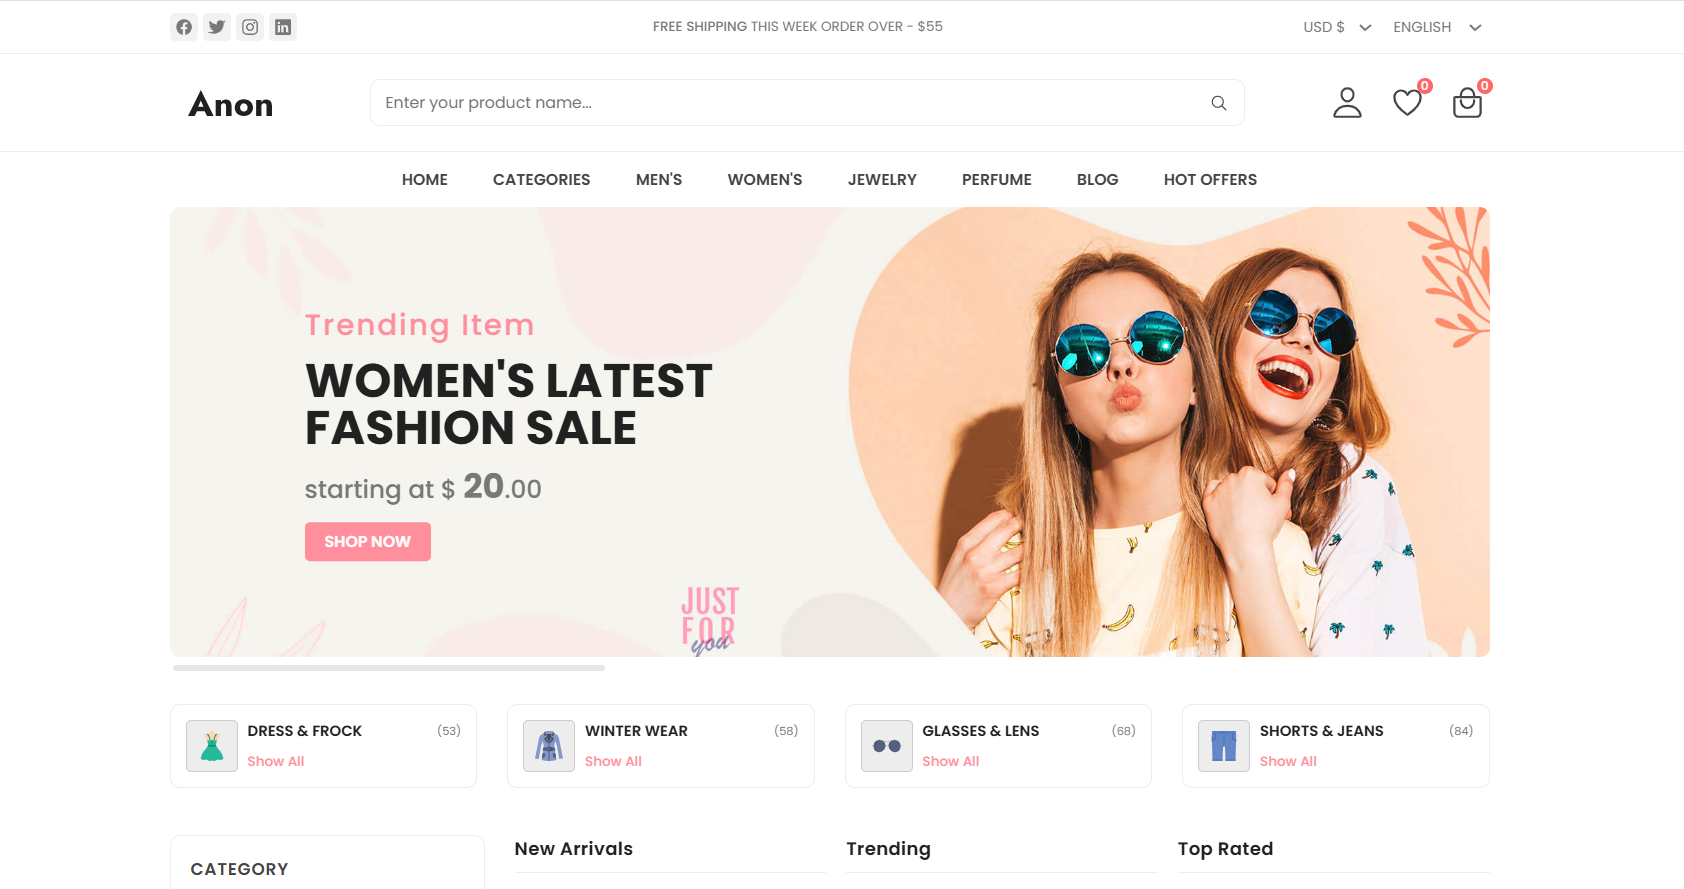 FREE SHIPPING THIS WEEK ORDER OVER - $55
USD $
ENGLISH
Anon
Enter your product name...
0
0
HOME
CATEGORIES
MEN'S
WOMEN'S
JEWELRY
PERFUME
BLOG
HOT OFFERS
Trending Item
WOMEN'S LATEST
FASHION SALE
starting at $ 20.00
SHOP NOW
JUST
FOR
you
DRESS & FROCK
(53)
Show All
WINTER WEAR
(58)
Show All
GLASSES & LENS
(68)
Show All
SHORTS & JEANS
(84)
Show All
CATEGORY
New Arrivals
Trending
Top Rated